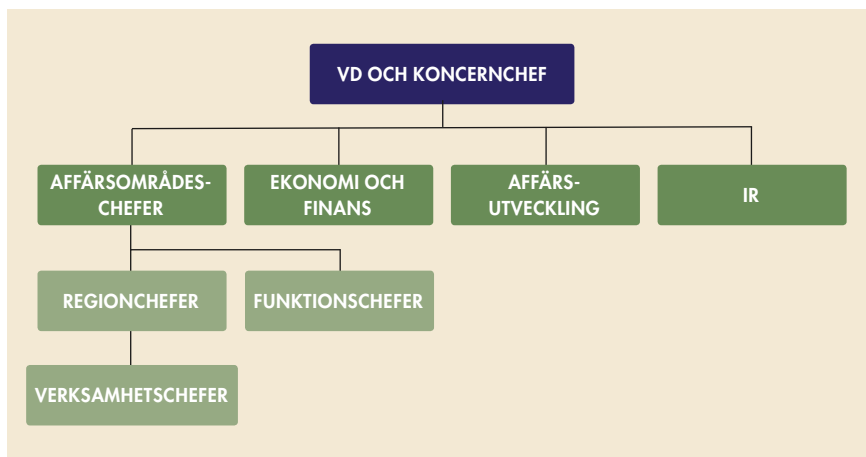 VD OCH KONCERNCHEF
AFFÄRSOMRÅDES-
CHEFER
EKONOMI OCH
FINANS
AFFÄRS-
UTVECKLING
IR
REGIONCHEFER
FUNKTIONSCHEFER
VERKSAMHETSCHEFER